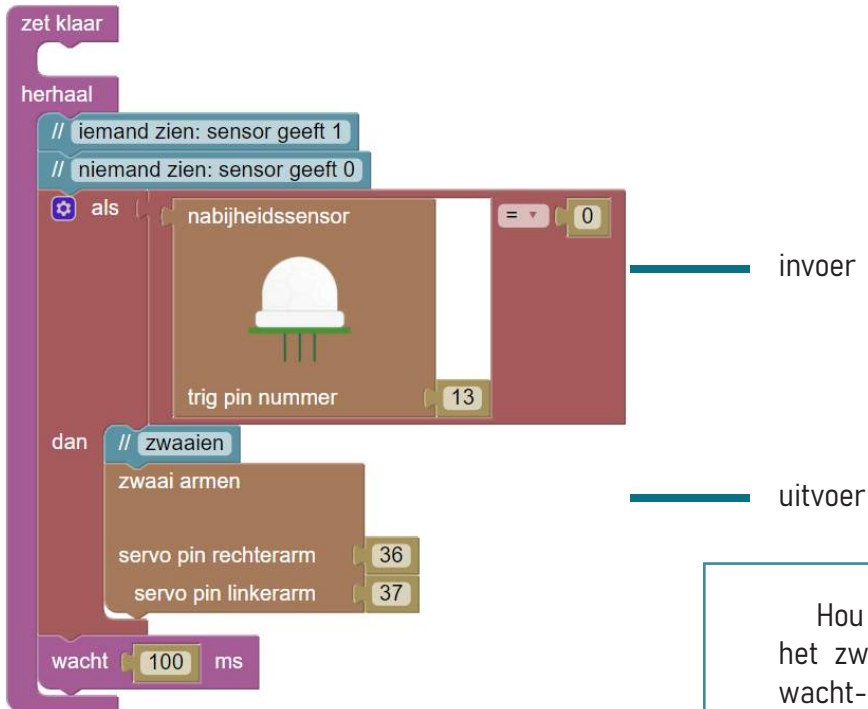 zet klaar
herhaal
// iemand zien: sensor geeft 1
// niemand zien: sensor geeft 0
als nabijheidssensor = 0
invoer
trig pin nummer 13
dan // zwaaien
zwaai armen
uitvoer
servo pin rechterarm 36
servo pin linkerarm 37
wacht 100 ms
Hou
het zw
wacht-